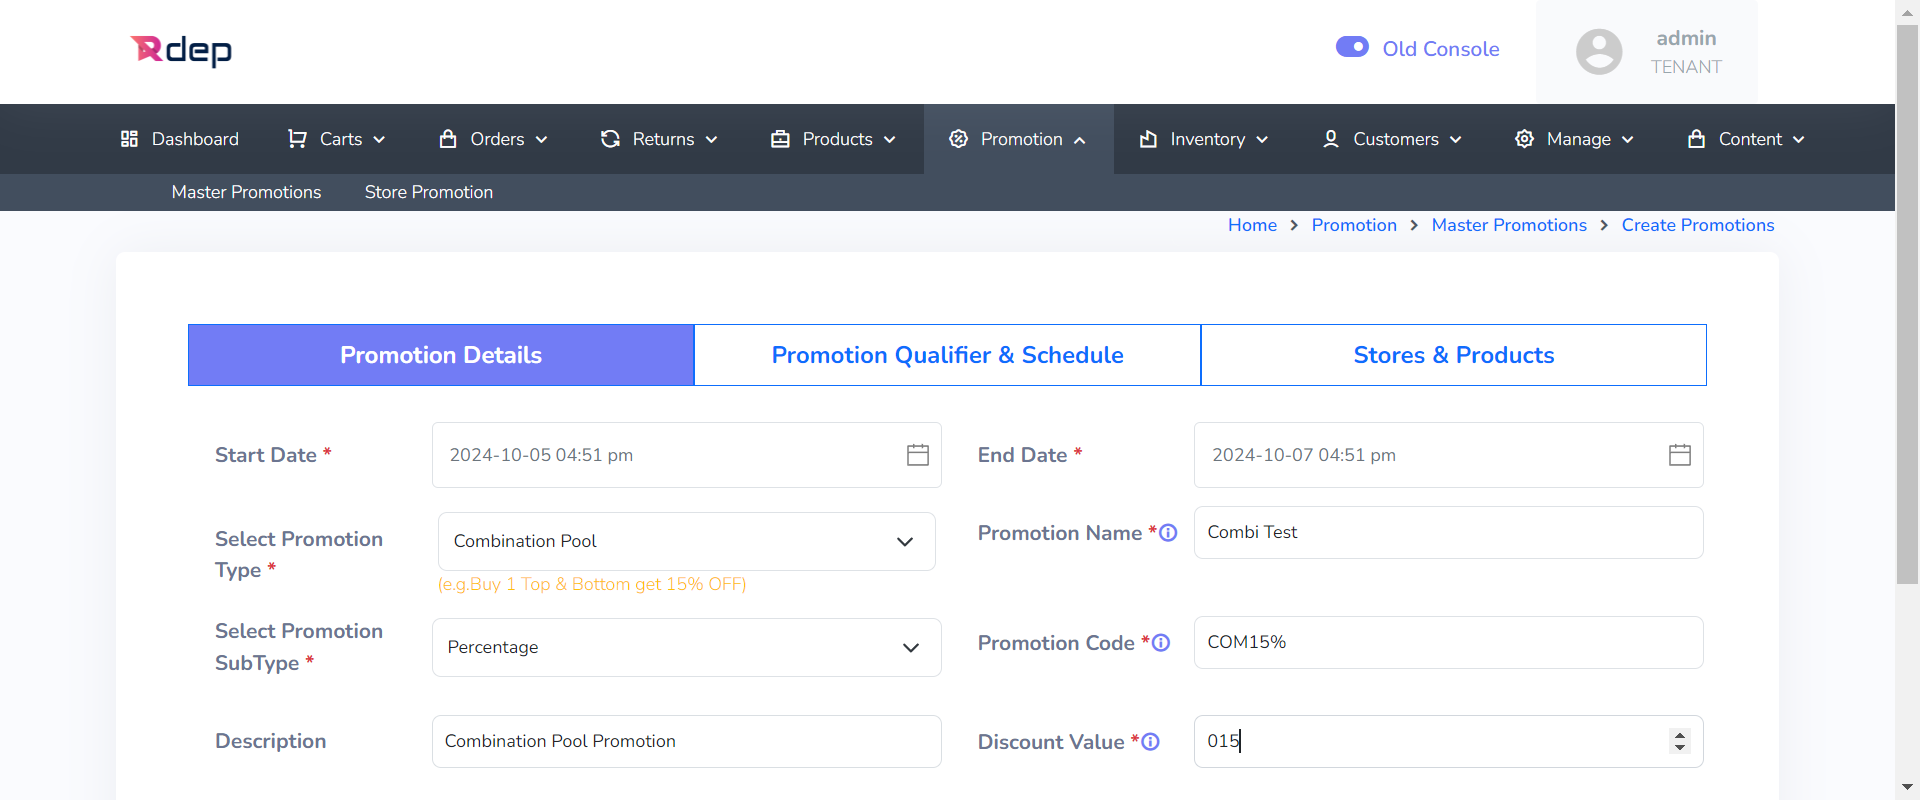 Rdep
Old Console
admin
TENANT
Dashboard Carts Orders Returns Products Promotion Inventory Customers Manage Content
Master Promotions Store Promotion
Home > Promotion > Master Promotions > Create Promotions
Promotion Details Promotion Qualifier & Schedule Stores & Products
Start Date * 2024-10-05 04:51 pm End Date * 2024-10-07 04:51 pm
Select Promotion
Type * Combination Pool Promotion Name * Combi Test
(e.g.Buy 1 Top & Bottom get 15% OFF)
Select Promotion
SubType * Percentage Promotion Code * COM15%
Description Combination Pool Promotion Discount Value * 015